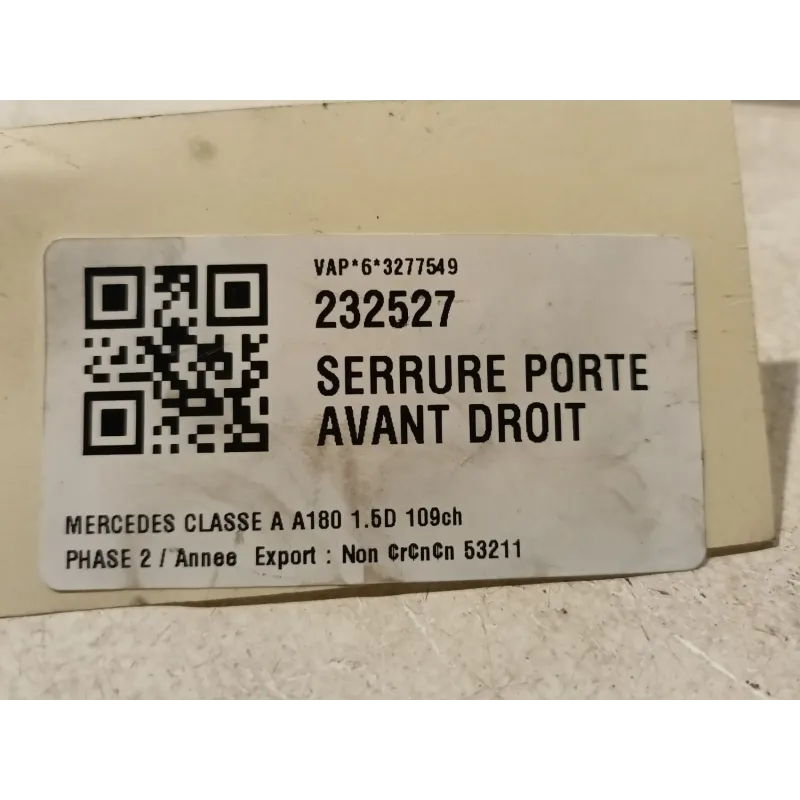 VAP*6*3277549
232527
SERRURE PORTE
AVANT DROIT
MERCEDES CLASSE A A180 1.5D 109ch
PHASE 2 / Annee Export : Non ¢r¢n¢n 53211